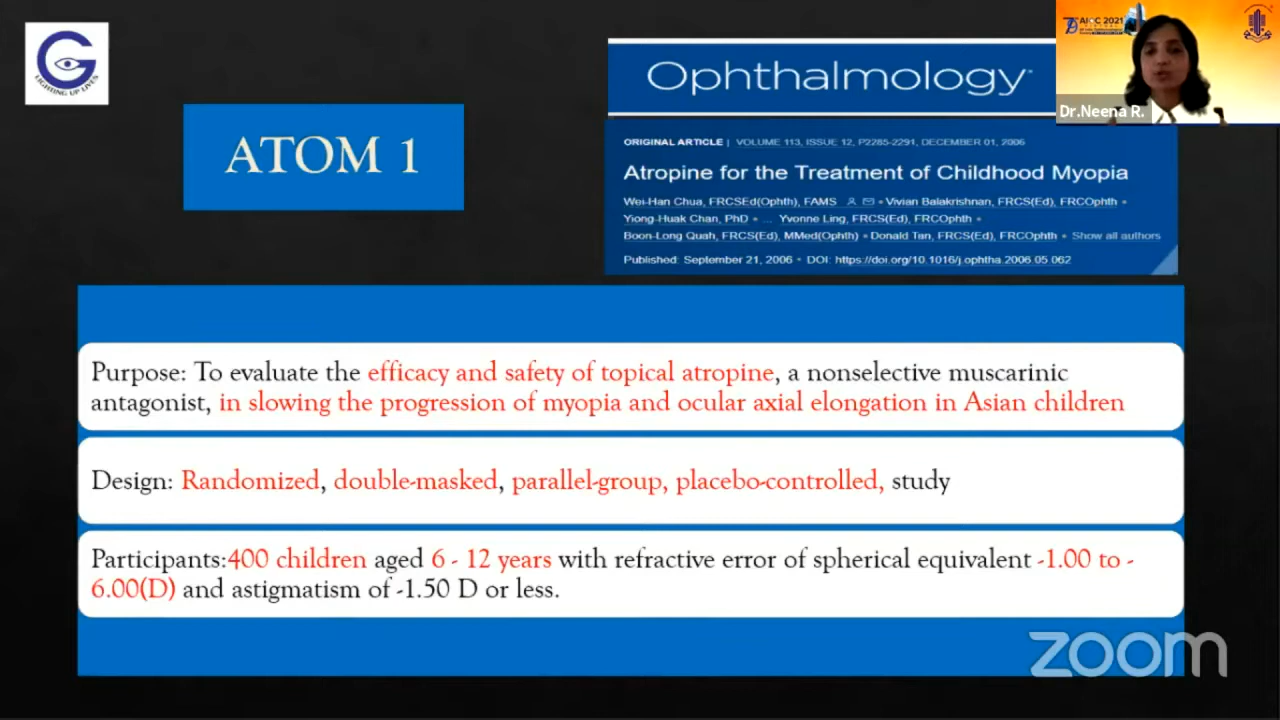 G
LIGHTING UP LIVES
ATOM 1
Ophthalmology
ORIGINAL ARTICLE | VOLUME 113, ISSUE 12, P2285-2291, DECEMBER 01, 2006
Atropine for the Treatment of Childhood Myopia
Wei-Han Chua, FRCSEd(Ophth), FAMS • Vivian Balakrishnan, FRCS(Ed), FRCOphth •
Yiong-Huak Chan, PhD • ... Yvonne Ling, FRCS(Ed), FRCOphth •
Boon-Long Quah, FRCS(Ed), MMed(Ophth) • Donald Tan, FRCS(Ed), FRCOphth • Show all authors
Published: September 21, 2006 • DOI: https://doi.org/10.1016/j.ophtha.2006.05.062
AIOC 2021
Dr.Neena R.
Purpose: To evaluate the efficacy and safety of topical atropine, a nonselective muscarinic
antagonist, in slowing the progression of myopia and ocular axial elongation in Asian children
Design: Randomized, double-masked, parallel-group, placebo-controlled, study
Participants:400 children aged 6 - 12 years with refractive error of spherical equivalent -1.00 to -
6.00(D) and astigmatism of -1.50 D or less.
zoom